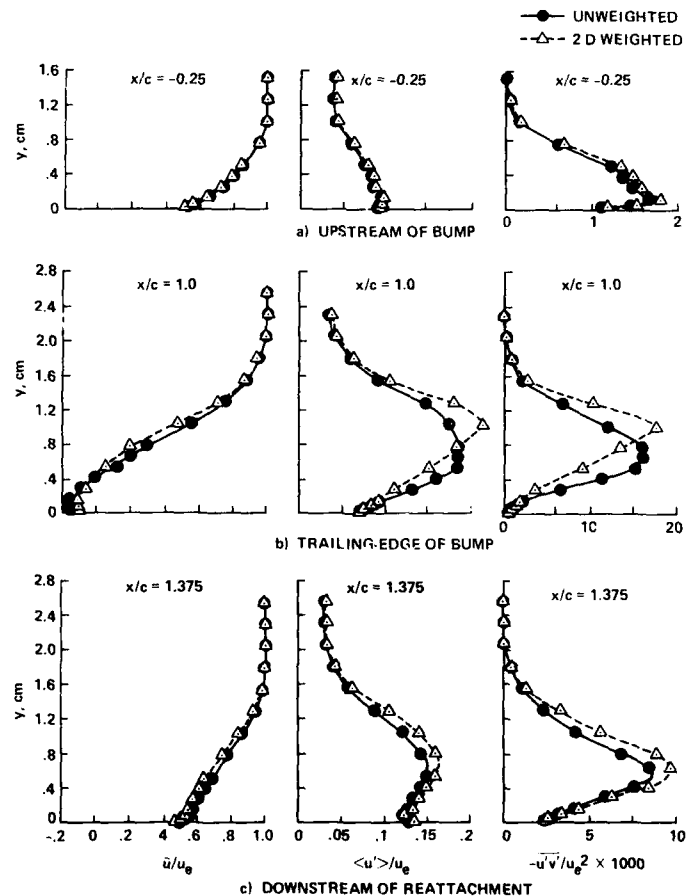 UNWEIGHTED
2 D WEIGHTED
1.6
1.2
.8
.4
0
y, cm
x/c = -0.25
x/c = -0.25
x/c = -0.25
0 1 2
a) UPSTREAM OF BUMP
2.8
2.4
2.0
1.6
1.2
.8
.4
0
y, cm
x/c = 1.0
x/c = 1.0
x/c = 1.0
0 10 20
b) TRAILING-EDGE OF BUMP
2.8
2.4
2.0
1.6
1.2
.8
.4
0
y, cm
x/c = 1.375
x/c = 1.375
x/c = 1.375
-.2 0 .2 .4 .6 .8 1.0
0 .05 .1 .15 .2
0 5 10
ū/uₑ
<u'>/uₑ
-u'v'/uₑ² × 1000
c) DOWNSTREAM OF REATTACHMENT